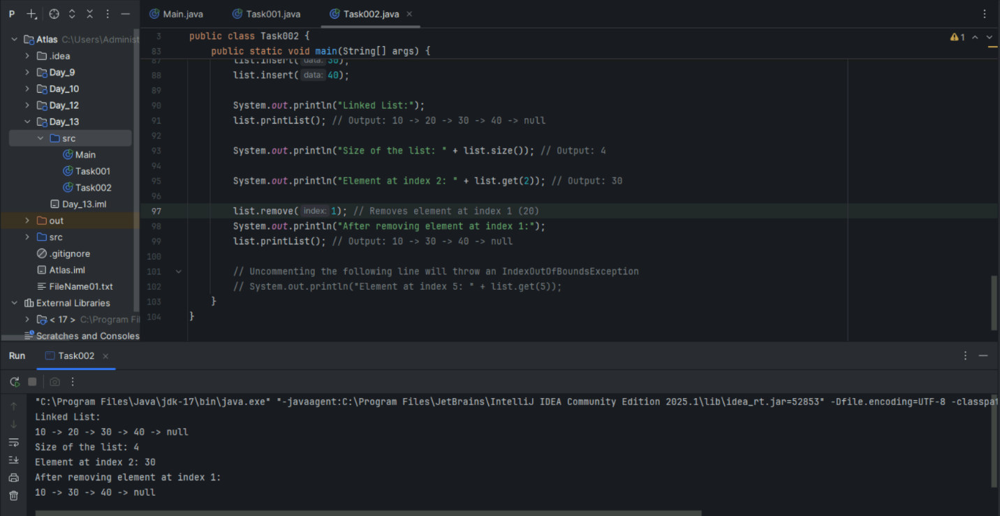 P
Main.java
Task001.java
Task002.java
Atlas C:\Users\Administ
.idea
Day_9
Day_10
Day_12
Day_13
src
Main
Task001
Task002
Day_13.iml
out
src
.gitignore
Atlas.iml
FileName01.txt
External Libraries
< 17 > C:\Program Fil
Scratches and Consoles
1
3 public class Task002 {
83 public static void main(String[] args) {
87 list.insert( data: 30);
88 list.insert( data: 40);
89
90 System.out.println("Linked List:");
91 list.printList(); // Output: 10 -> 20 -> 30 -> 40 -> null
92
93 System.out.println("Size of the list: " + list.size()); // Output: 4
94
95 System.out.println("Element at index 2: " + list.get(2)); // Output: 30
96
97 list.remove( index: 1); // Removes element at index 1 (20)
98 System.out.println("After removing element at index 1:");
99 list.printList(); // Output: 10 -> 30 -> 40 -> null
100
101 // Uncommenting the following line will throw an IndexOutOfBoundsException
102 // System.out.println("Element at index 5: " + list.get(5));
103 }
104 }
Run Task002
"C:\Program Files\Java\jdk-17\bin\java.exe" "-javaagent:C:\Program Files\JetBrains\IntelliJ IDEA Community Edition 2025.1\lib\idea_rt.jar=52853" -Dfile.encoding=UTF-8 -classpat
Linked List:
10 -> 20 -> 30 -> 40 -> null
Size of the list: 4
Element at index 2: 30
After removing element at index 1:
10 -> 30 -> 40 -> null